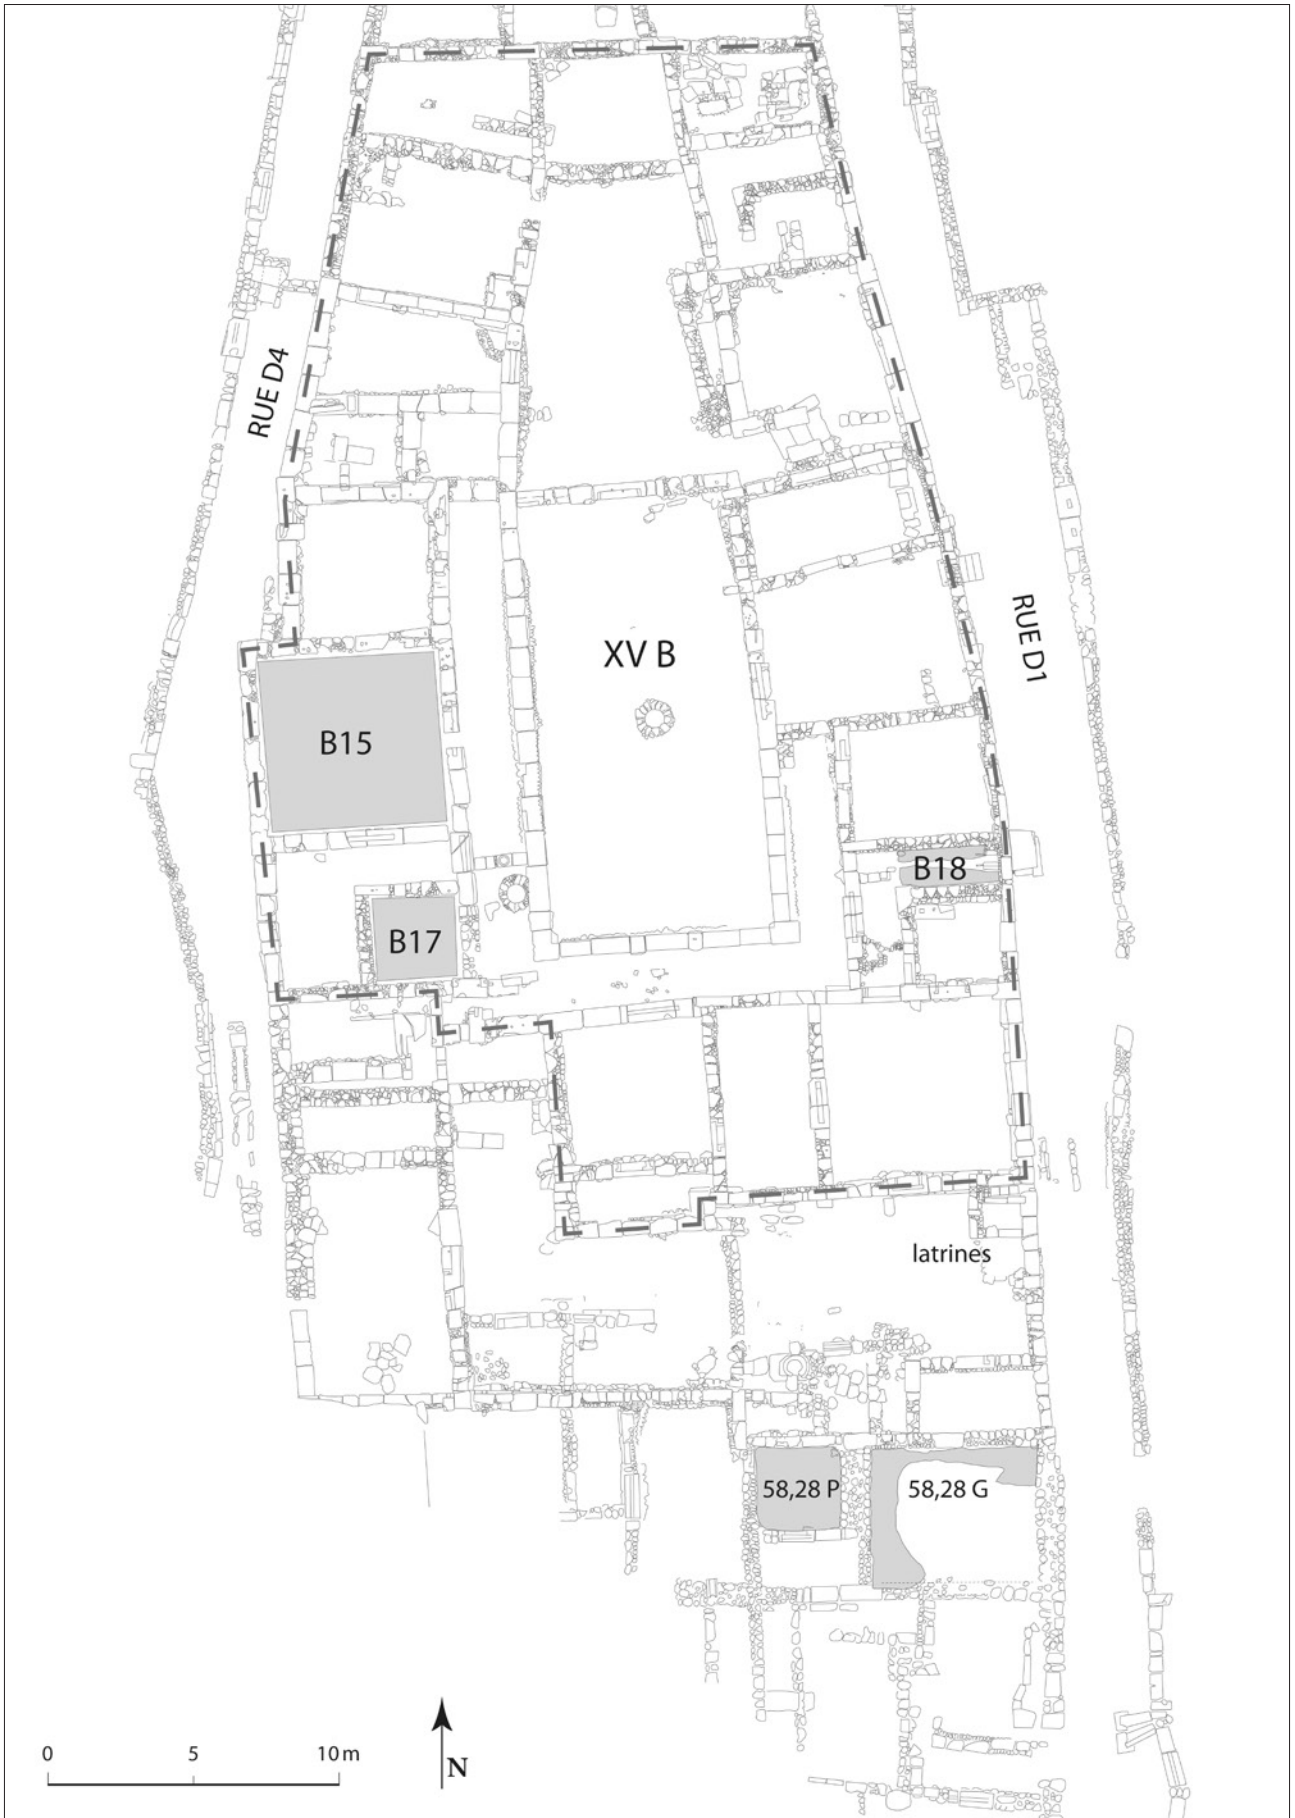 RUE D4
XV B
RUE D1
B15
B18
B17
latrines
58,28 P
58,28 G
0 5 10 m
N